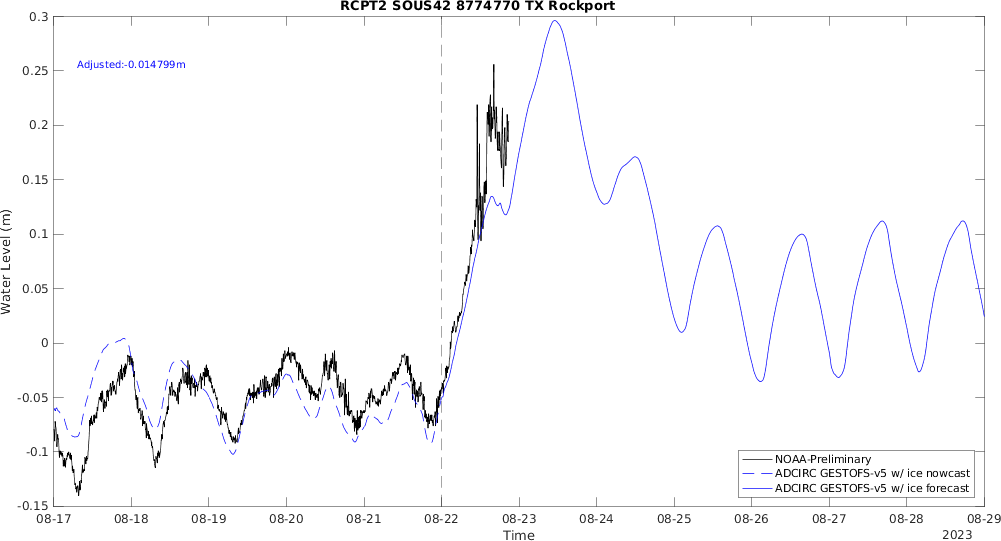 RCPT2 SOUS42 8774770 TX Rockport
Adjusted:-0.014799m
Water Level (m)
0.3
0.25
0.2
0.15
0.1
0.05
0
-0.05
-0.1
-0.15
NOAA-Preliminary
ADCIRC GESTOFS-v5 w/ ice nowcast
ADCIRC GESTOFS-v5 w/ ice forecast
08-17 08-18 08-19 08-20 08-21 08-22 08-23 08-24 08-25 08-26 08-27 08-28 08-29
Time
2023